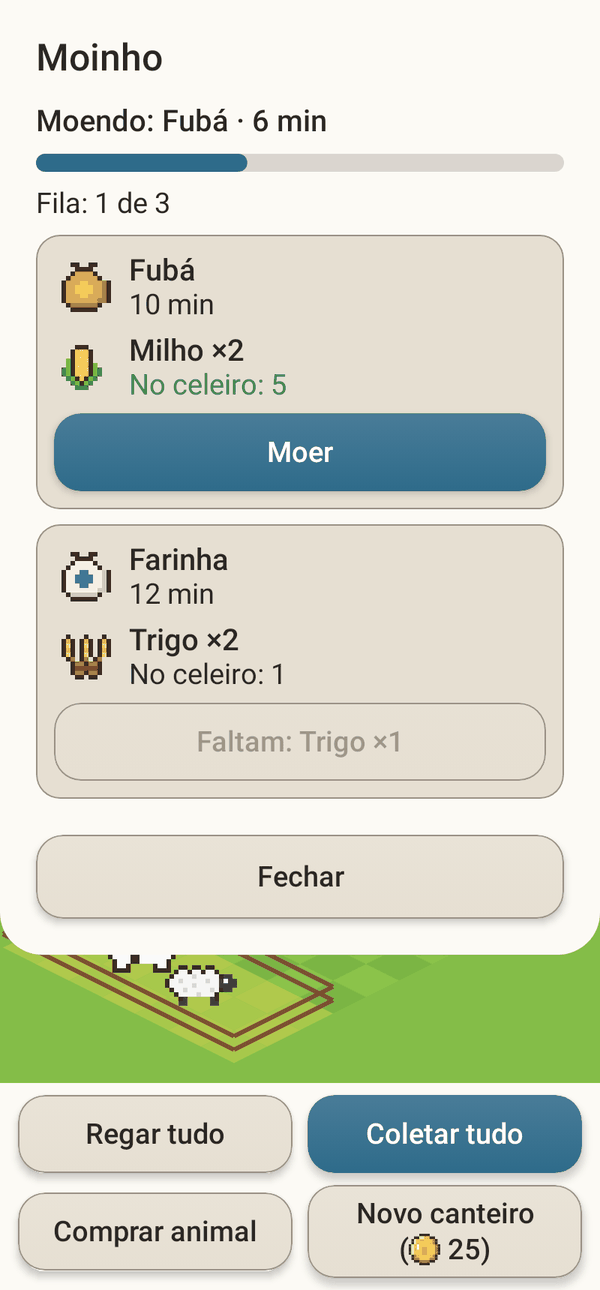 Moinho
Moendo: Fubá · 6 min
Fila: 1 de 3
Fubá
10 min
Milho ×2
No celeiro: 5
Moer
Farinha
12 min
Trigo ×2
No celeiro: 1
Faltam: Trigo ×1
Fechar
Regar tudo
Coletar tudo
Comprar animal
Novo canteiro
( 25)